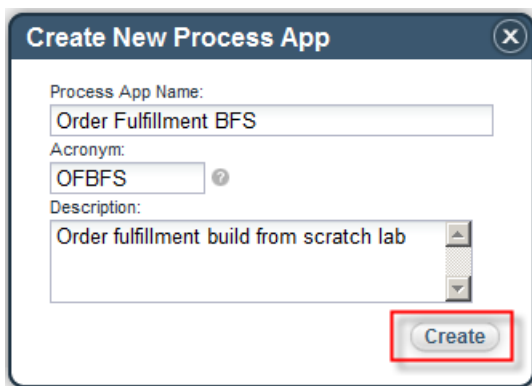 Create New Process App
Process App Name:
Order Fulfillment BFS
Acronym:
OFBFS
Description:
Order fulfillment build from scratch lab
Create